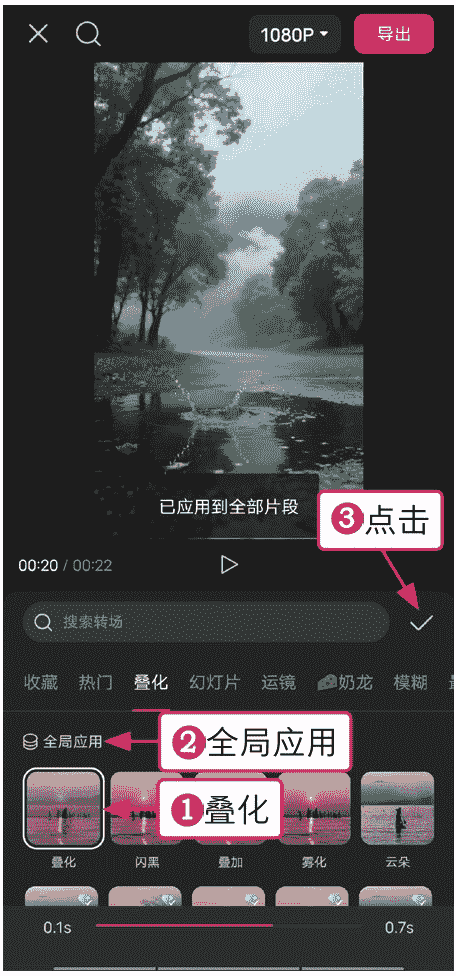 1080P
导出
已应用到全部片段
❸点击
00:20 / 00:22
搜索转场
收藏 热门 叠化 幻灯片 运镜 奶龙 模糊
全局应用
❷全局应用
❶叠化
叠化 闪黑 叠加 雾化 云朵
0.1s 0.7s